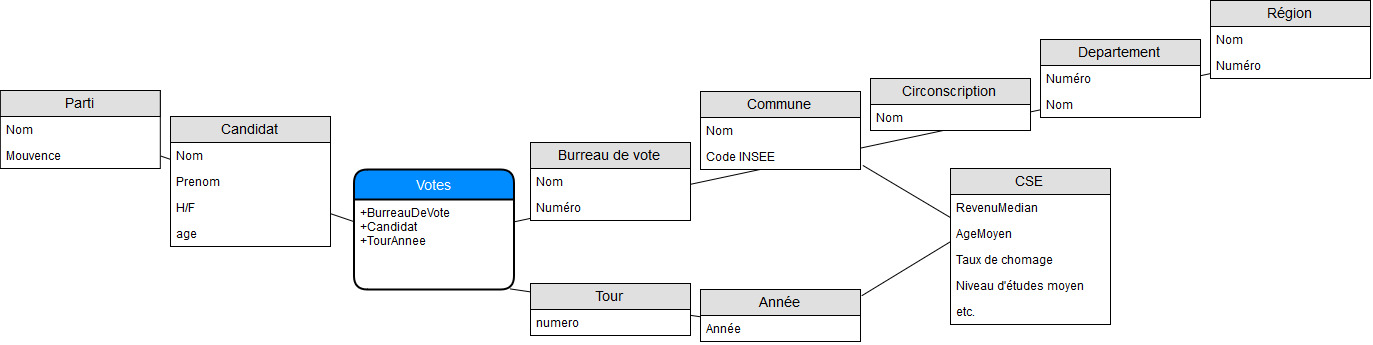 Parti
Nom
Mouvence
Candidat
Nom
Prenom
H/F
age
Votes
+BurreauDeVote
+Candidat
+TourAnnee
Burreau de vote
Nom
Numéro
Tour
numero
Commune
Nom
Code INSEE
Année
Année
Circonscription
Nom
CSE
RevenuMedian
AgeMoyen
Taux de chomage
Niveau d'études moyen
etc.
Departement
Numéro
Nom
Région
Nom
Numéro